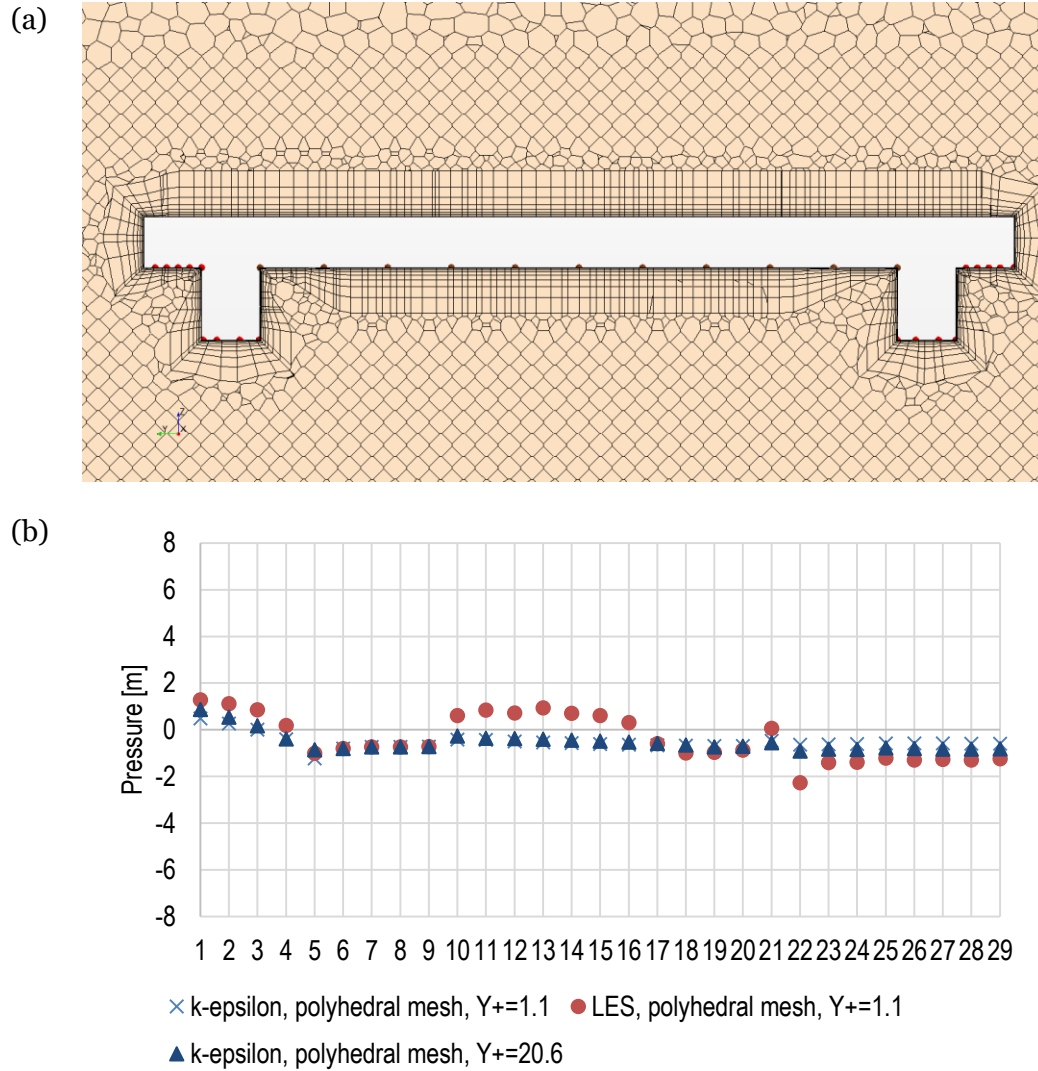 (a)
Z
Y
X
(b)
8
6
4
2
0
-2
-4
-6
-8
Pressure [m]
1 2 3 4 5 6 7 8 9 10 11 12 13 14 15 16 17 18 19 20 21 22 23 24 25 26 27 28 29
k-epsilon, polyhedral mesh, Y+=1.1 LES, polyhedral mesh, Y+=1.1
k-epsilon, polyhedral mesh, Y+=20.6